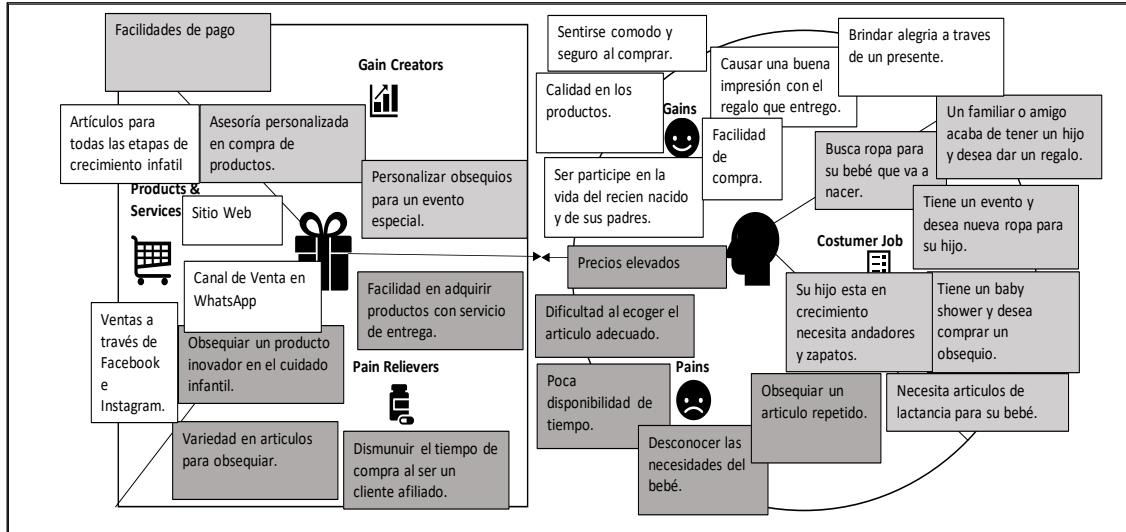 Facilidades de pago
Gain Creators
Artículos para
todas las etapas de
crecimiento infatil
Asesoría personalizada
en compra de
productos.
Personalizar obsequios
para un evento
especial.
Products &
Services
Sitio Web
Canal de Venta en
WhatsApp
Facilidad en adquirir
productos con servicio
de entrega.
Ventas a
través de
Facebook
e
Instagram.
Obsequiar un producto
inovador en el cuidado
infantil.
Pain Relievers
Variedad en articulos
para obsequiar.
Dismunuir el tiempo de
compra al ser un
cliente afiliado.
Sentirse comodo y
seguro al comprar.
Causar una buena
impresión con el
regalo que entrego.
Brindar alegria a traves
de un presente.
Calidad en los
productos.
Gains
Facilidad
de
compra.
Ser participe en la
vida del recien nacido
y de sus padres.
Un familiar o amigo
acaba de tener un hijo
y desea dar un regalo.
Busca ropa para
su bebé que va a
nacer.
Tiene un evento y
desea nueva ropa para
su hijo.
Costumer Job
Precios elevados
Su hijo esta en
crecimiento
necesita andadores
y zapatos.
Tiene un baby
shower y desea
comprar un
obsequio.
Dificultad al ecoger el
articulo adecuado.
Pains
Poca
disponibilidad de
tiempo.
Obsequiar un
articulo repetido.
Necesita articulos de
lactancia para su bebé.
Desconocer las
necesidades del
bebé.